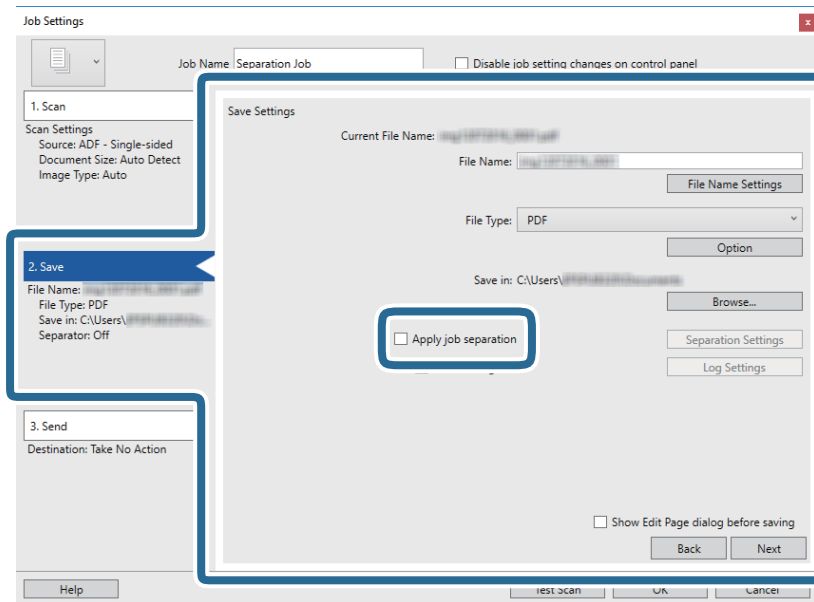 Job Settings
Job Name Separation Job
Disable job setting changes on control panel
1. Scan
Scan Settings
Source: ADF - Single-sided
Document Size: Auto Detect
Image Type: Auto
2. Save
File Name:
File Type: PDF
Save in: C:\Users\
Separator: Off
3. Send
Destination: Take No Action
Save Settings
Current File Name:
File Name:
File Name Settings
File Type: PDF
Option
Save in: C:\Users\
Browse...
Apply job separation
Separation Settings
Log Settings
Show Edit Page dialog before saving
Back
Next
Help
Test Scan
OK
Cancel